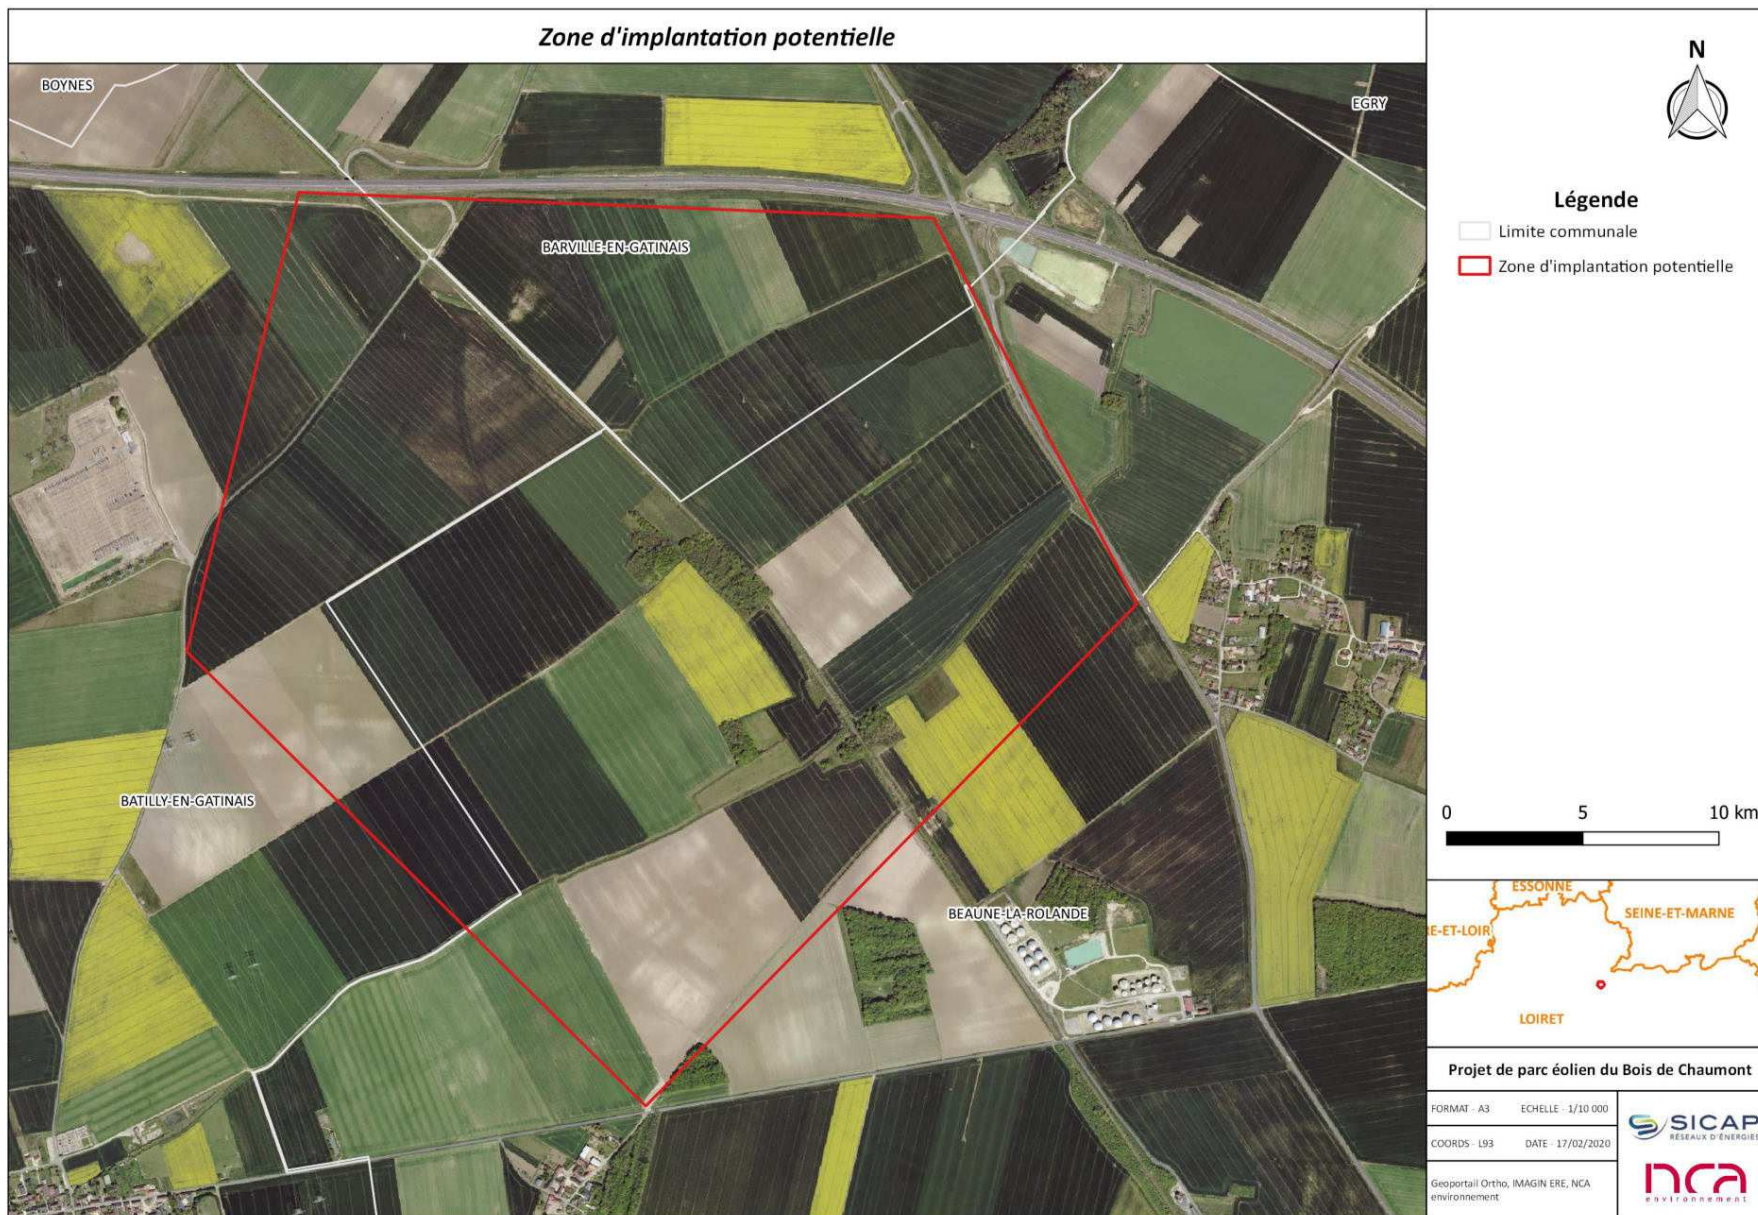 Zone d'implantation potentielle
BOYNES
EGRY
BARVILLE-EN-GATINAIS
BATILLY-EN-GATINAIS
BEAUNE-LA-ROLANDE
N
Légende
Limite communale
Zone d'implantation potentielle
0 5 10 km
ESSONNE
SEINE-ET-MARNE
RE-ET-LOIR
LOIRET
Projet de parc éolien du Bois de Chaumont
FORMAT - A3 ECHELLE - 1/10 000
COORDS - L93 DATE - 17/02/2020
Geoportail Ortho, IMAGIN ERE, NCA
environnement
SICAP
RÉSEAUX D'ÉNERGIES
nca
environnement